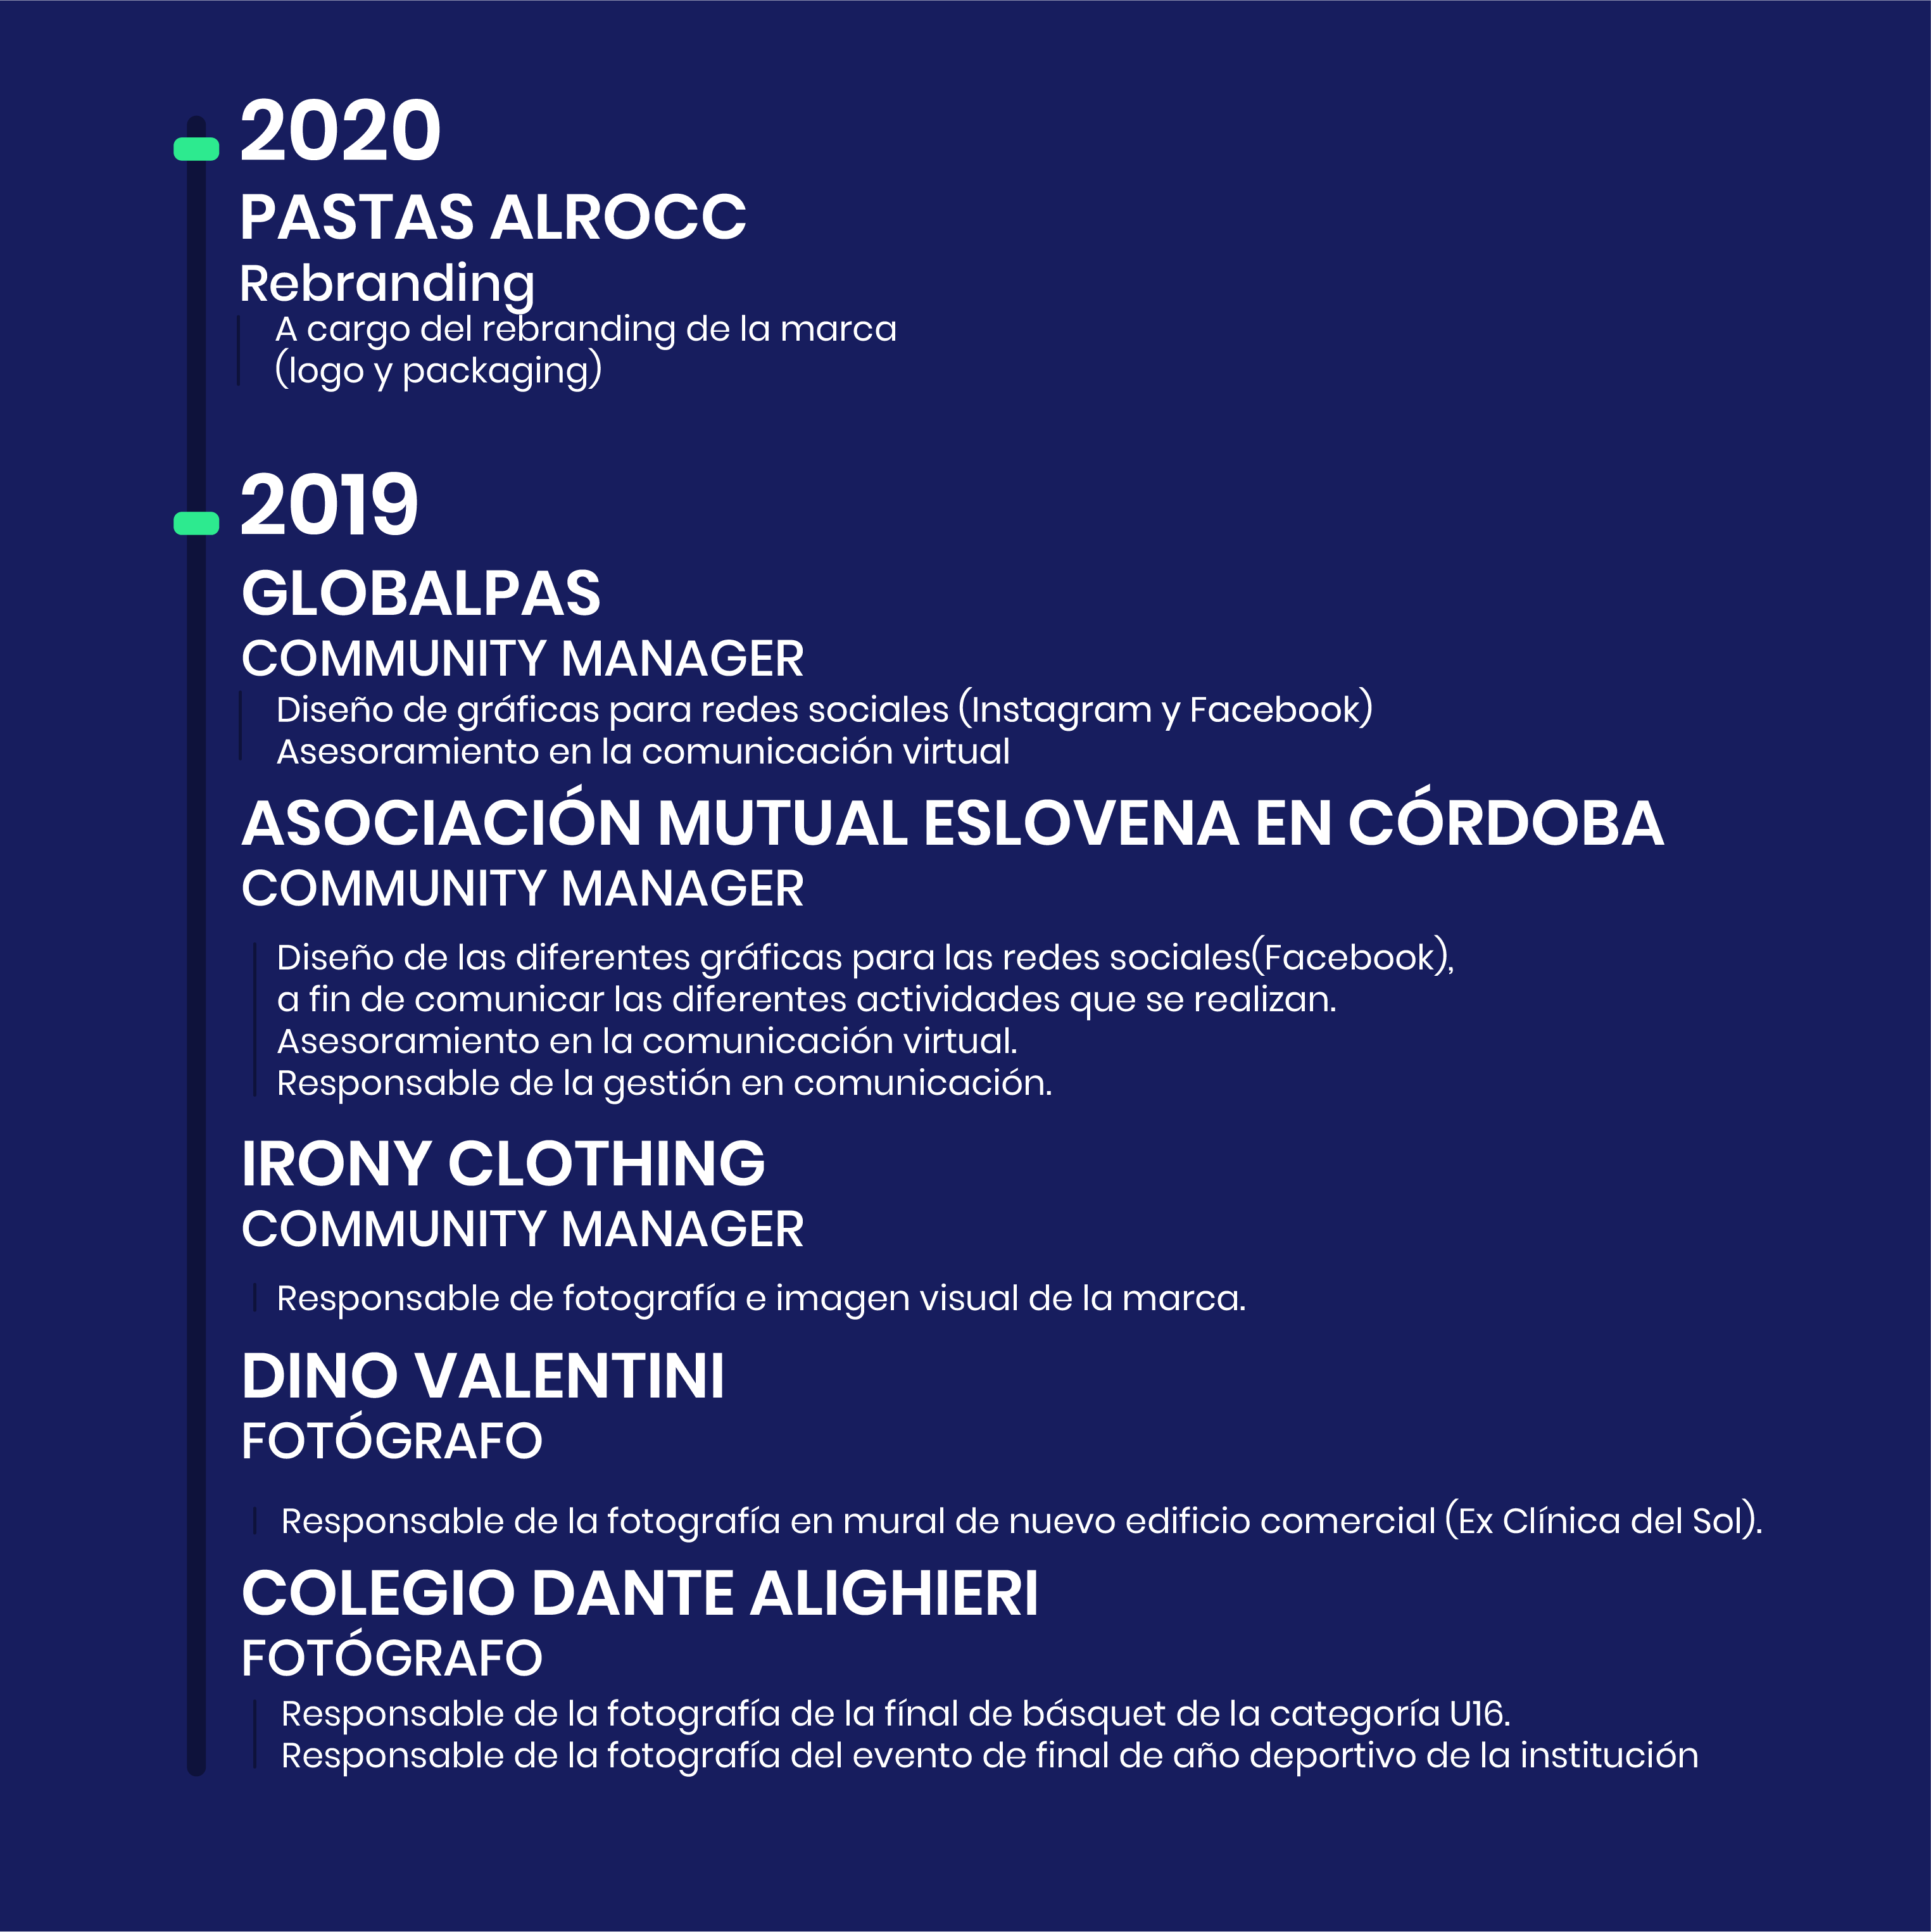 2020
PASTAS ALROCC
Rebranding
A cargo del rebranding de la marca
(logo y packaging)
2019
GLOBALPAS
COMMUNITY MANAGER
Diseño de gráficas para redes sociales (Instagram y Facebook)
Asesoramiento en la comunicación virtual
ASOCIACIÓN MUTUAL ESLOVENA EN CÓRDOBA
COMMUNITY MANAGER
Diseño de las diferentes gráficas para las redes sociales(Facebook),
a fin de comunicar las diferentes actividades que se realizan.
Asesoramiento en la comunicación virtual.
Responsable de la gestión en comunicación.
IRONY CLOTHING
COMMUNITY MANAGER
Responsable de fotografía e imagen visual de la marca.
DINO VALENTINI
FOTÓGRAFO
Responsable de la fotografía en mural de nuevo edificio comercial (Ex Clínica del Sol).
COLEGIO DANTE ALIGHIERI
FOTÓGRAFO
Responsable de la fotografía de la fínal de básquet de la categoría U16.
Responsable de la fotografía del evento de final de año deportivo de la institución